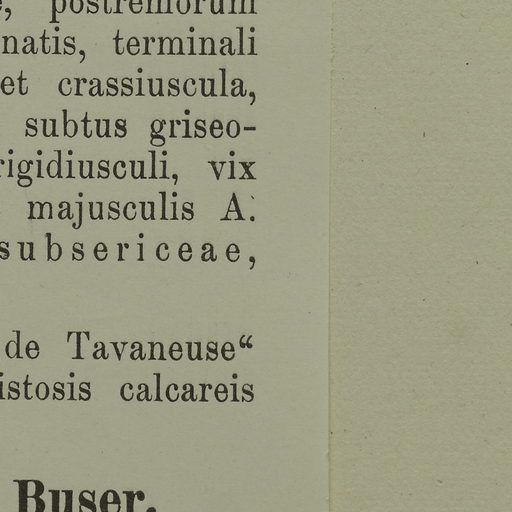 postremorum
natis, terminali
et crassiuscula,
subtus griseo-
rigidiusculi, vix
majusculis A.
subsericeae,
de Tavaneuse“
istosis calcareis
Buser.